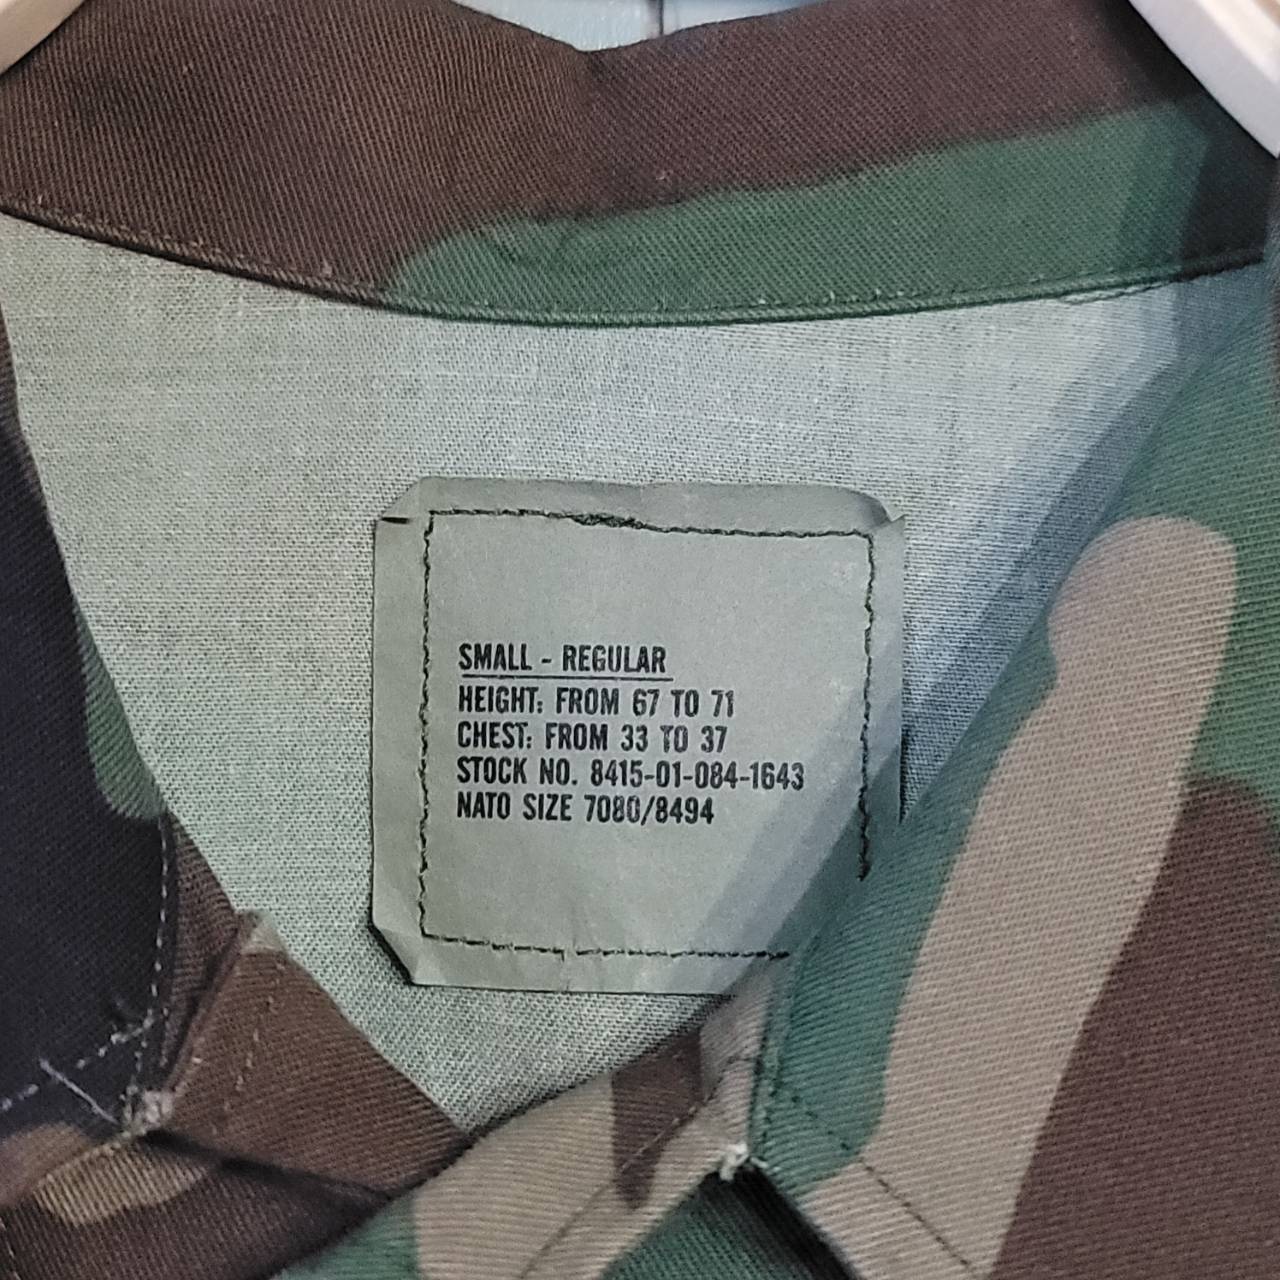 SMALL - REGULAR
HEIGHT: FROM 67 TO 71
CHEST: FROM 33 TO 37
STOCK NO. 8415-01-084-1643
NATO SIZE 7080/8494